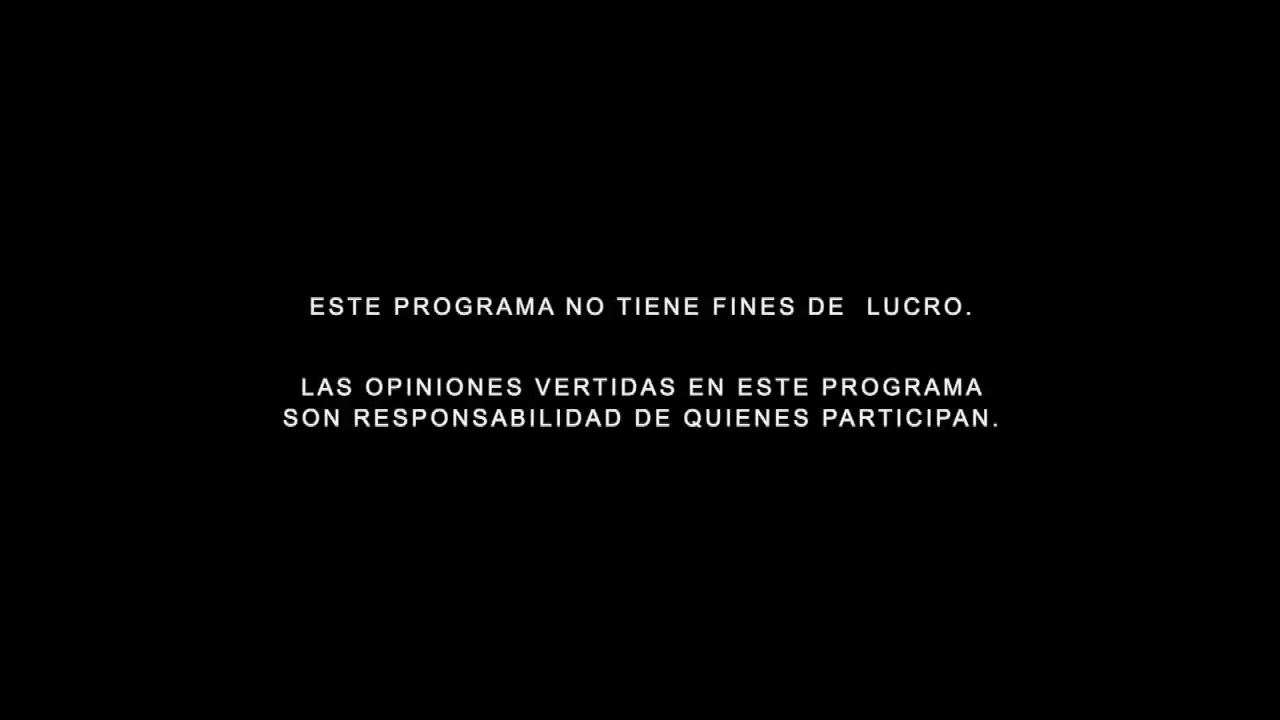 ESTE PROGRAMA NO TIENE FINES DE  LUCRO.
LAS OPINIONES VERTIDAS EN ESTE PROGRAMA
SON RESPONSABILIDAD DE QUIENES PARTICIPAN.